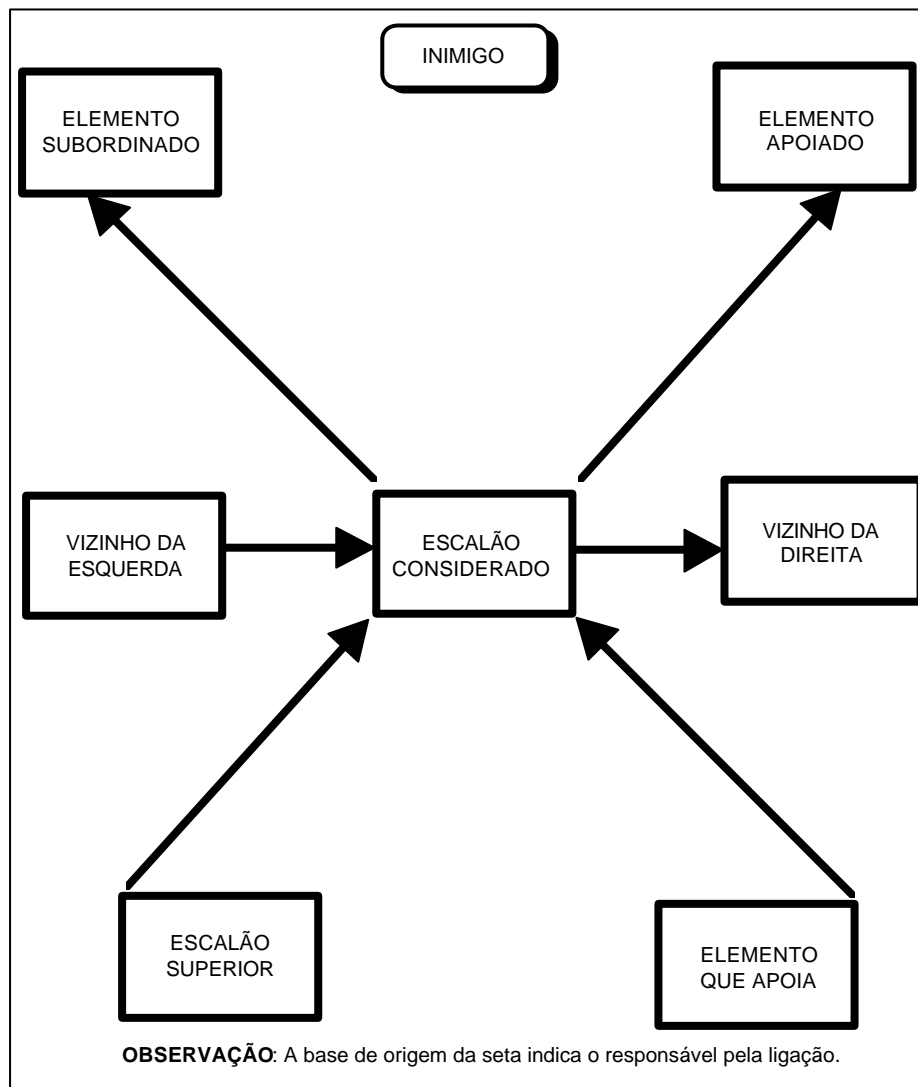 INIMIGO
ELEMENTO
SUBORDINADO
ELEMENTO
APOIADO
VIZINHO DA
ESQUERDA
ESCALÃO
CONSIDERADO
VIZINHO DA
DIREITA
ESCALÃO
SUPERIOR
ELEMENTO
QUE APOIA
OBSERVAÇÃO: A base de origem da seta indica o responsável pela ligação.